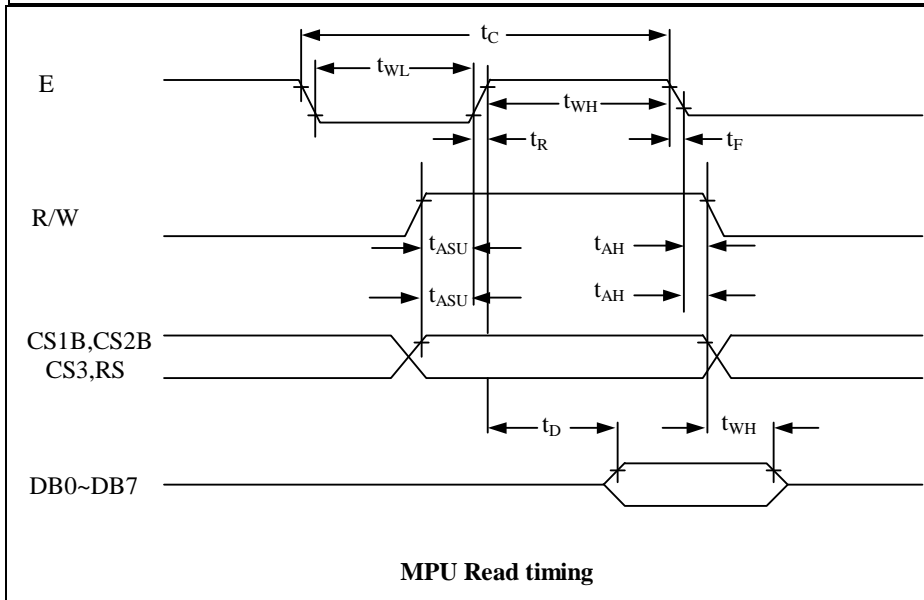 tC
E
tWL
tWH
tR
tF
R/W
tASU
tAH
tASU
tAH
CS1B,CS2B
CS3,RS
tD
tWH
DB0~DB7
MPU Read timing